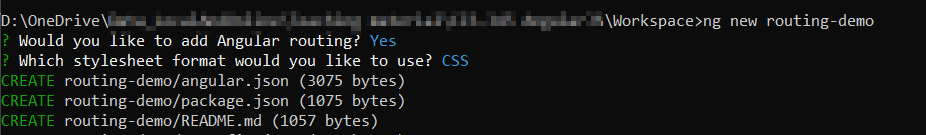 D:\OneDrive\ \Workspace>ng new routing-demo
? Would you like to add Angular routing? Yes
? Which stylesheet format would you like to use? CSS
CREATE routing-demo/angular.json (3075 bytes)
CREATE routing-demo/package.json (1075 bytes)
CREATE routing-demo/README.md (1057 bytes)